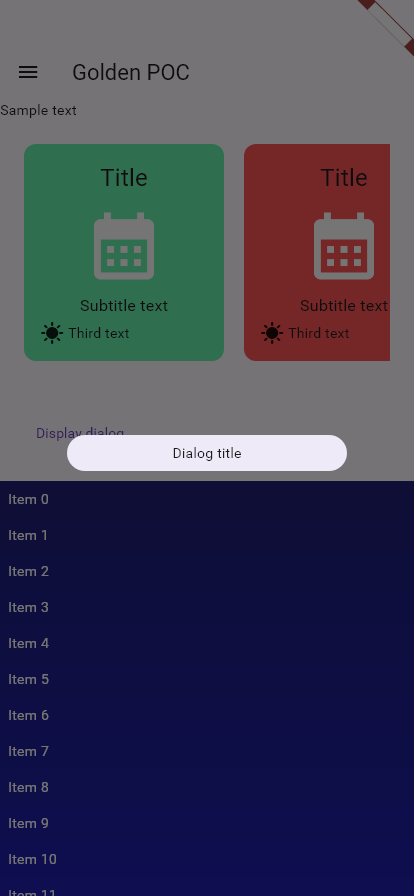 Golden POC
Sample text
Title
Title
Subtitle text
Subtitle text
Third text
Third text
Display dialog
Dialog title
Item 0
Item 1
Item 2
Item 3
Item 4
Item 5
Item 6
Item 7
Item 8
Item 9
Item 10
Item 11